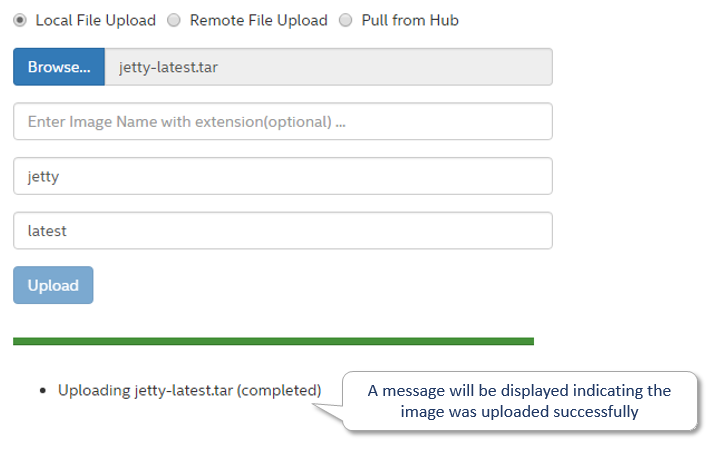 Local File Upload Remote File Upload Pull from Hub
Browse... jetty-latest.tar
Enter Image Name with extension(optional) ...
jetty
latest
Upload
Uploading jetty-latest.tar (completed)
A message will be displayed indicating the
image was uploaded successfully